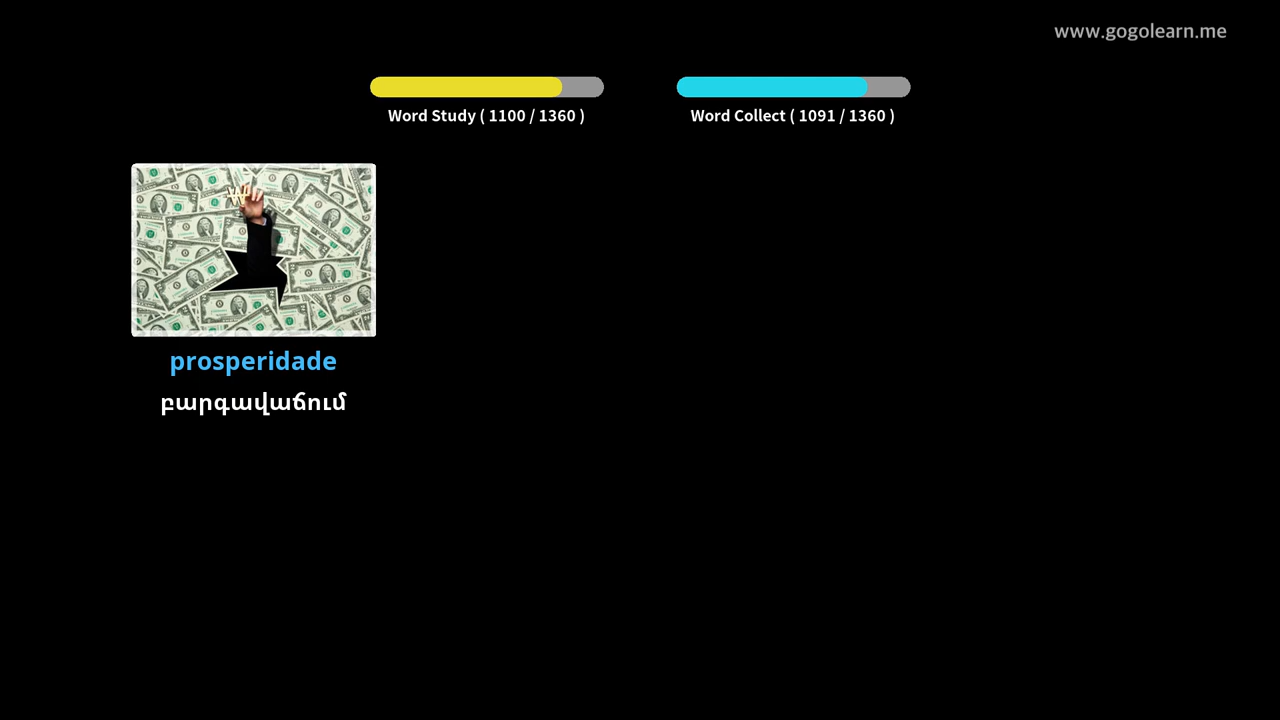 www.gogolearn.me
Word Study ( 1100 / 1360 )
Word Collect ( 1091 / 1360 )
₩
prosperidade
բարգավաճում